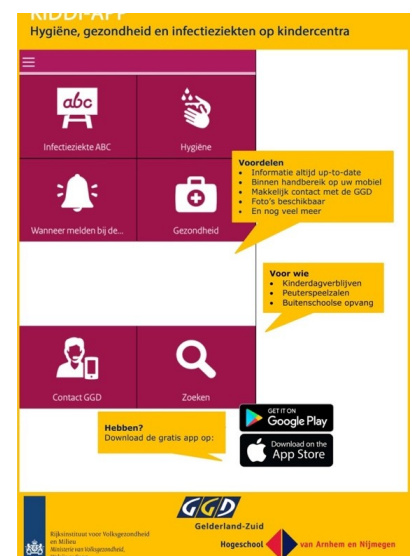 KIDDI-APP
Hygiëne, gezondheid en infectieziekten op kindercentra
abc
Infectieziekte ABC
Hygiëne
Voordelen
• Informatie altijd up-to-date
• Binnen handbereik op uw mobiel
• Makkelijk contact met de GGD
• Foto's beschikbaar
• En nog veel meer
Wanneer melden bij de...
Gezondheid
Voor wie
• Kinderdagverblijven
• Peuterspeelzalen
• Buitenschoolse opvang
Contact GGD
Zoeken
Hebben?
Download de gratis app op:
GET IT ON
Google Play
Download on the
App Store
GGD
Gelderland-Zuid
Rijksinstituut voor Volksgezondheid
en Milieu
Ministerie van Volksgezondheid,
Hogeschool van Arnhem en Nijmegen